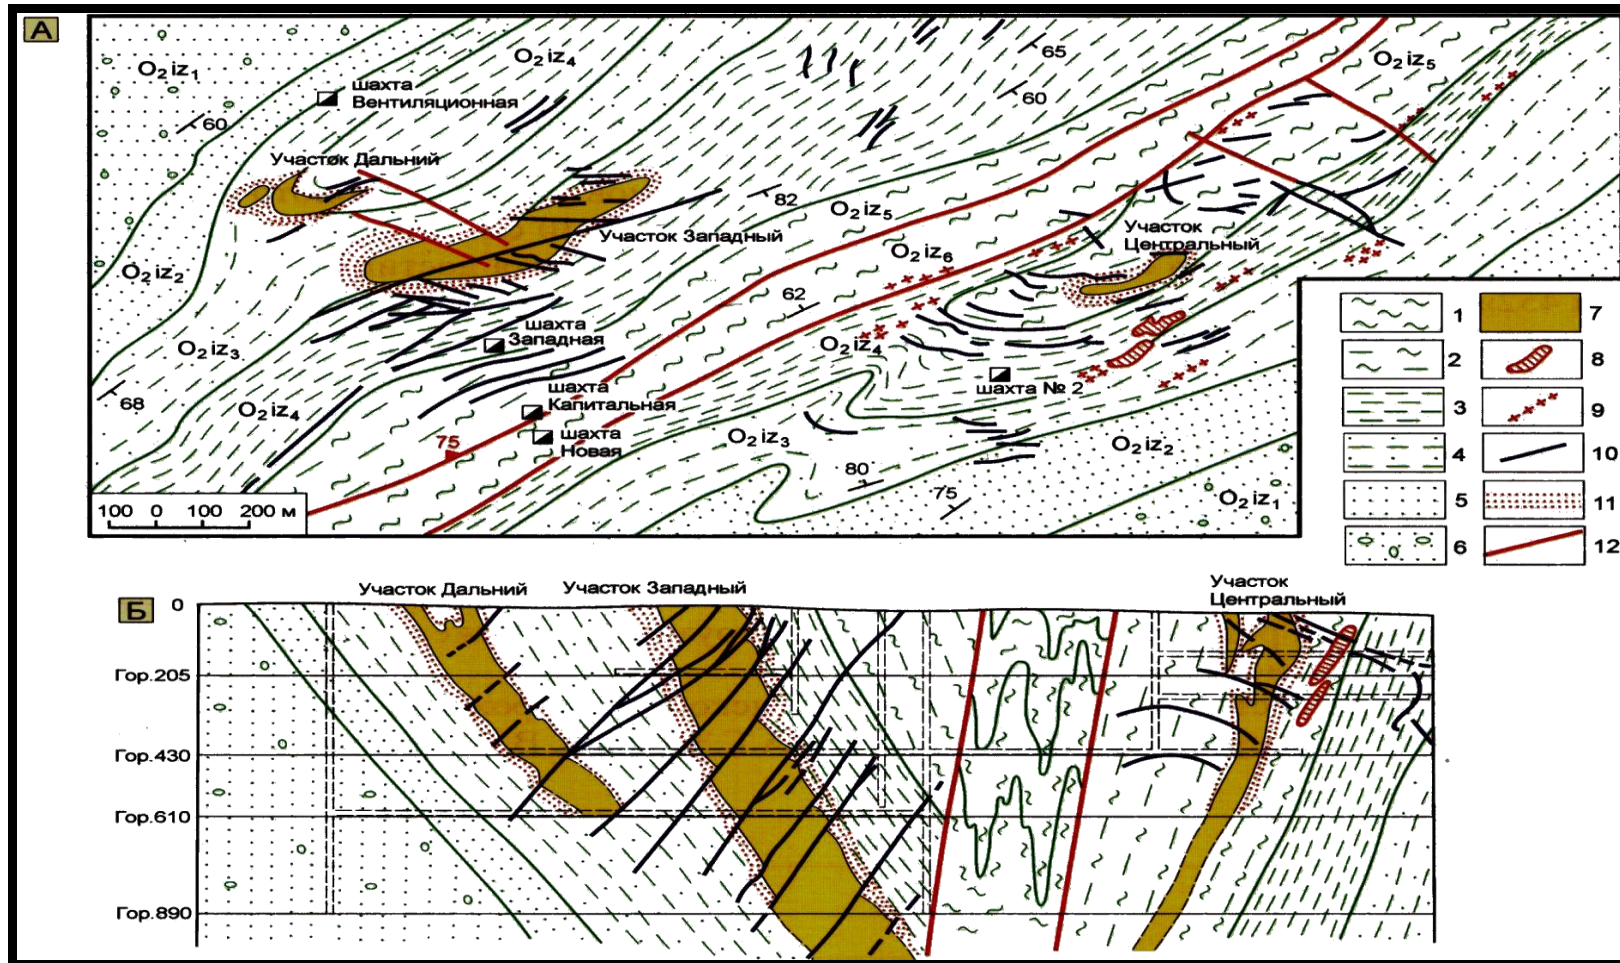 А
O₂iz₁
O₂iz₄
65
O₂iz₅
шахта
Вентиляционная
60
60
Участок Дальний
82
O₂iz₅
Участок Западный
Участок
Центральный
O₂iz₆
O₂iz₂
62
O₂iz₃
шахта
Западная
O₂iz₄
68
шахта № 2
O₂iz₄
шахта
Капитальная
75
шахта
Новая
O₂iz₃
O₂iz₂
80
75
O₂iz₁
100 0 100 200 м
1
7
2
8
3
9
4
10
5
11
6
12
Б
Участок Дальний
Участок Западный
Участок
Центральный
0
Гор.205
Гор.430
Гор.610
Гор.890